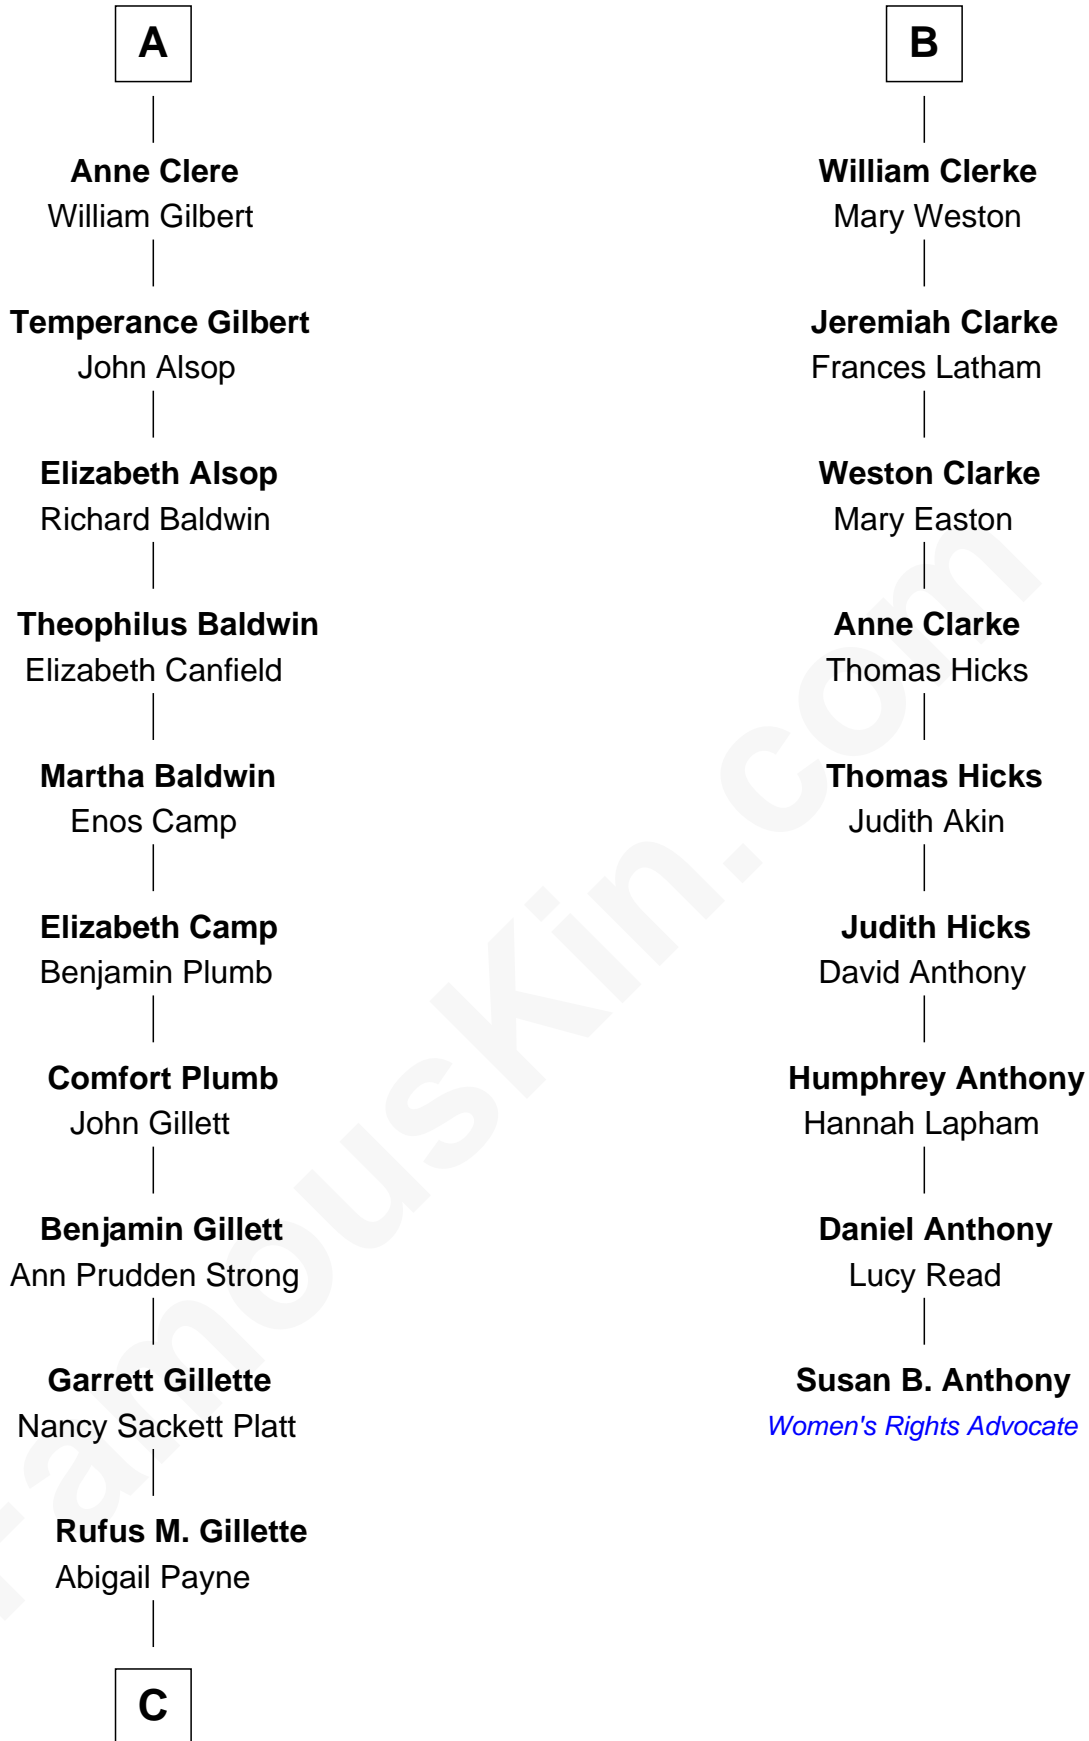 A
Anne Clere
William Gilbert
Temperance Gilbert
John Alsop
Elizabeth Alsop
Richard Baldwin
Theophilus Baldwin
Elizabeth Canfield
Martha Baldwin
Enos Camp
Elizabeth Camp
Benjamin Plumb
Comfort Plumb
John Gillett
Benjamin Gillett
Ann Prudden Strong
Garrett Gillette
Nancy Sackett Platt
Rufus M. Gillette
Abigail Payne
C
B
William Clerke
Mary Weston
Jeremiah Clarke
Frances Latham
Weston Clarke
Mary Easton
Anne Clarke
Thomas Hicks
Thomas Hicks
Judith Akin
Judith Hicks
David Anthony
Humphrey Anthony
Hannah Lapham
Daniel Anthony
Lucy Read
Susan B. Anthony
Women's Rights Advocate
FamousKin.com